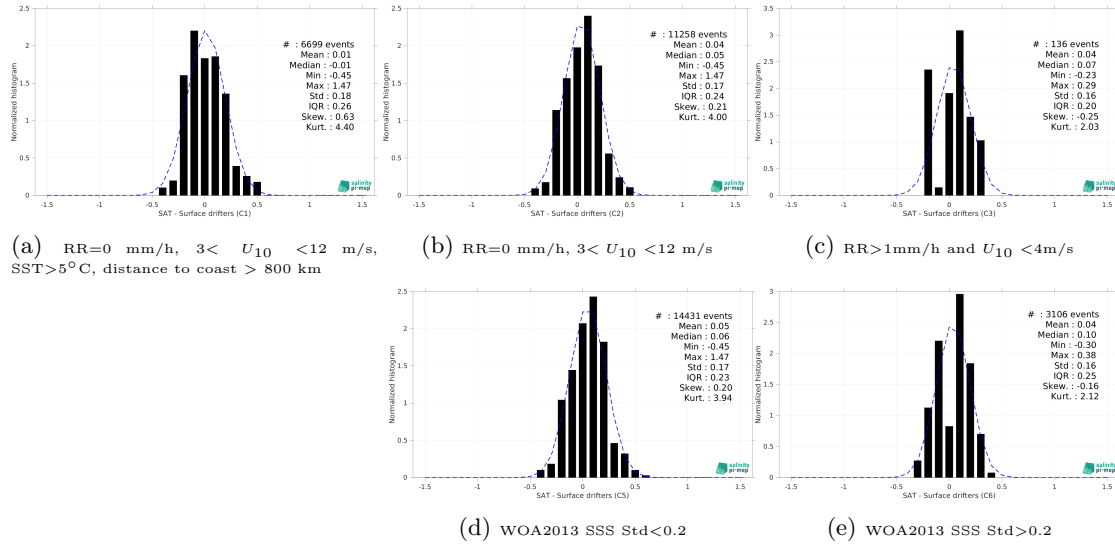 2.5
2
1.5
1
0.5
0
Normalized histogram
# : 6699 events
Mean : 0.01
Median : -0.01
Min : -0.45
Max : 1.47
Std : 0.18
IQR : 0.26
Skew. : 0.63
Kurt. : 4.40
salinity
pi-mep
-1.5 -1 -0.5 0 0.5 1 1.5
SAT - Surface drifters (C1)
(a) RR=0 mm/h, 3< U10 <12 m/s,
SST>5°C, distance to coast > 800 km
2.5
2
1.5
1
0.5
0
Normalized histogram
# : 11258 events
Mean : 0.04
Median : 0.05
Min : -0.45
Max : 1.47
Std : 0.17
IQR : 0.24
Skew. : 0.21
Kurt. : 4.00
salinity
pi-mep
-1.5 -1 -0.5 0 0.5 1 1.5
SAT - Surface drifters (C2)
(b) RR=0 mm/h, 3< U10 <12 m/s
3.5
3
2.5
2
1.5
1
0.5
0
Normalized histogram
# : 136 events
Mean : 0.04
Median : 0.07
Min : -0.23
Max : 0.29
Std : 0.16
IQR : 0.20
Skew. : -0.25
Kurt. : 2.03
salinity
pi-mep
-1.5 -1 -0.5 0 0.5 1 1.5
SAT - Surface drifters (C3)
(c) RR>1mm/h and U10 <4m/s
2.5
2
1.5
1
0.5
0
Normalized histogram
# : 14431 events
Mean : 0.05
Median : 0.06
Min : -0.45
Max : 1.47
Std : 0.17
IQR : 0.23
Skew. : 0.20
Kurt. : 3.94
salinity
pi-mep
-1.5 -1 -0.5 0 0.5 1 1.5
SAT - Surface drifters (C5)
(d) WOA2013 SSS Std<0.2
3
2.5
2
1.5
1
0.5
0
Normalized histogram
# : 3106 events
Mean : 0.04
Median : 0.10
Min : -0.30
Max : 0.38
Std : 0.16
IQR : 0.25
Skew. : -0.16
Kurt. : 2.12
salinity
pi-mep
-1.5 -1 -0.5 0 0.5 1 1.5
SAT - Surface drifters (C6)
(e) WOA2013 SSS Std>0.2